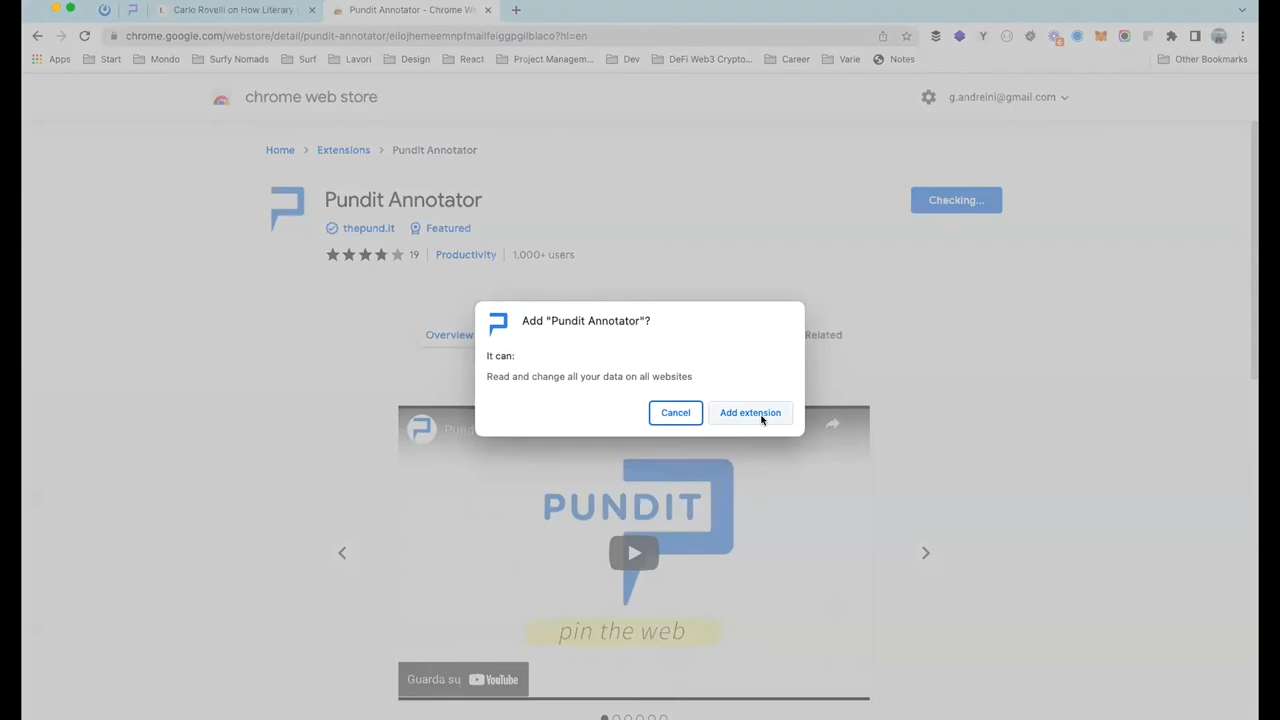 Carlo Rovelli on How Literary
Pundit Annotator - Chrome We
chrome.google.com/webstore/detail/pundit-annotator/eilojhemeemnpfmailfeiggpgilblaco?hl=en
Apps Start Mondo Surfy Nomads Surf Lavori Design React Project Managem... Dev DeFi Web3 Crypto... Career Varie Notes Other Bookmarks
chrome web store
g.andreini@gmail.com
Home > Extensions > Pundit Annotator
Pundit Annotator
Checking...
thepund.it Featured
19 Productivity 1,000+ users
Overview
Related
Add "Pundit Annotator"?
It can:
Read and change all your data on all websites
Cancel Add extension
Pund
PUNDIT
pin the web
Guarda su YouTube